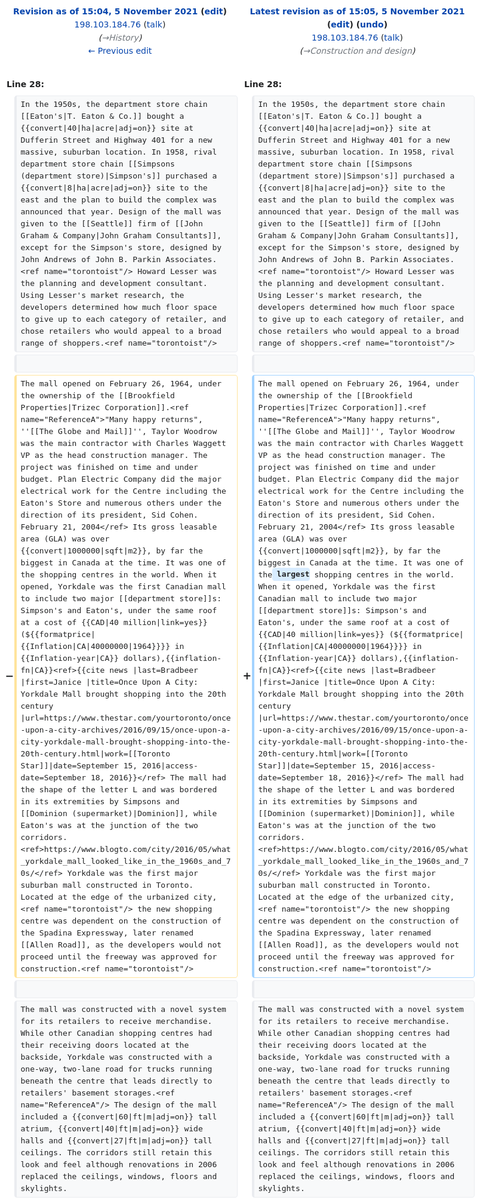 Revision as of 15:04, 5 November 2021 (edit)
198.103.184.76 (talk)
(→History)
← Previous edit
Latest revision as of 15:05, 5 November 2021
(edit) (undo)
198.103.184.76 (talk)
(→Construction and design)
Line 28:
In the 1950s, the department store chain
[[Eaton's|T. Eaton & Co.]] bought a
{{convert|40|ha|acre|adj=on}} site at
Dufferin Street and Highway 401 for a new
massive, suburban location. In 1958, rival
department store chain [[Simpsons
(department store)|Simpson's]] purchased a
{{convert|8|ha|acre|adj=on}} site to the
east and the plan to build the complex was
announced that year. Design of the mall was
given to the [[Seattle]] firm of [[John
Graham & Company|John Graham Consultants]],
except for the Simpson's store, designed by
John Andrews of John B. Parkin Associates.
<ref name="torontoist"/> Howard Lesser was
the planning and development consultant.
Using Lesser's market research, the
developers determined how much floor space
to give up to each category of retailer, and
chose retailers who would appeal to a broad
range of shoppers.<ref name="torontoist"/>
−
The mall opened on February 26, 1964, under
the ownership of the [[Brookfield
Properties|Trizec Corporation]].<ref
name="ReferenceA">"Many happy returns",
''[[The Globe and Mail]]'', Taylor Woodrow
was the main contractor with Charles Waggett
VP as the head construction manager. The
project was finished on time and under
budget. Plan Electric Company did the major
electrical work for the Centre including the
Eaton's Store and numerous others under the
direction of its president, Sid Cohen.
February 21, 2004</ref> Its gross leasable
area (GLA) was over
{{convert|1000000|sqft|m2}}, by far the
biggest in Canada at the time. It was one of
the shopping centres in the world. When it
opened, Yorkdale was the first Canadian mall
to include two major [[department store]]s:
Simpson's and Eaton's, under the same roof
at a cost of {{CAD|40 million|link=yes}}
(${{formatprice|
{{Inflation|CA|40000000|1964}}}} in
{{Inflation-year|CA}} dollars),{{inflation-
fn|CA}}<ref>{{cite news |last=Bradbeer
|first=Janice |title=Once Upon A City:
Yorkdale Mall brought shopping into the 20th
century
|url=https://www.thestar.com/yourtoronto/once
-upon-a-city-archives/2016/09/15/once-upon-a-
city-yorkdale-mall-brought-shopping-into-the-
20th-century.html|work=[[Toronto
Star]]|date=September 15, 2016|access-
date=September 18, 2016}}</ref> The mall had
the shape of the letter L and was bordered
in its extremities by Simpsons and
[[Dominion (supermarket)|Dominion]], while
Eaton's was at the junction of the two
corridors.
<ref>https://www.blogto.com/city/2016/05/what
_yorkdale_mall_looked_like_in_the_1960s_and_7
0s/</ref> Yorkdale was the first major
suburban mall constructed in Toronto.
Located at the edge of the urbanized city,
<ref name="torontoist"/> the new shopping
centre was dependent on the construction of
the Spadina Expressway, later renamed
[[Allen Road]], as the developers would not
proceed until the freeway was approved for
construction.<ref name="torontoist"/>
The mall was constructed with a novel system
for its retailers to receive merchandise.
While other Canadian shopping centres had
their receiving doors located at the
backside, Yorkdale was constructed with a
one-way, two-lane road for trucks running
beneath the centre that leads directly to
retailers' basement storages.<ref
name="ReferenceA"/> The design of the mall
included a {{convert|60|ft|m|adj=on}} tall
atrium, {{convert|40|ft|m|adj=on}} wide
halls and {{convert|27|ft|m|adj=on}} tall
ceilings. The corridors still retain this
look and feel although renovations in 2006
replaced the ceilings, windows, floors and
skylights.
Line 28:
In the 1950s, the department store chain
[[Eaton's|T. Eaton & Co.]] bought a
{{convert|40|ha|acre|adj=on}} site at
Dufferin Street and Highway 401 for a new
massive, suburban location. In 1958, rival
department store chain [[Simpsons
(department store)|Simpson's]] purchased a
{{convert|8|ha|acre|adj=on}} site to the
east and the plan to build the complex was
announced that year. Design of the mall was
given to the [[Seattle]] firm of [[John
Graham & Company|John Graham Consultants]],
except for the Simpson's store, designed by
John Andrews of John B. Parkin Associates.
<ref name="torontoist"/> Howard Lesser was
the planning and development consultant.
Using Lesser's market research, the
developers determined how much floor space
to give up to each category of retailer, and
chose retailers who would appeal to a broad
range of shoppers.<ref name="torontoist"/>
+
The mall opened on February 26, 1964, under
the ownership of the [[Brookfield
Properties|Trizec Corporation]].<ref
name="ReferenceA">"Many happy returns",
''[[The Globe and Mail]]'', Taylor Woodrow
was the main contractor with Charles Waggett
VP as the head construction manager. The
project was finished on time and under
budget. Plan Electric Company did the major
electrical work for the Centre including the
Eaton's Store and numerous others under the
direction of its president, Sid Cohen.
February 21, 2004</ref> Its gross leasable
area (GLA) was over
{{convert|1000000|sqft|m2}}, by far the
biggest in Canada at the time. It was one of
the largest shopping centres in the world.
When it opened, Yorkdale was the first
Canadian mall to include two major
[[department store]]s: Simpson's and
Eaton's, under the same roof at a cost of
{{CAD|40 million|link=yes}} (${{formatprice|
{{Inflation|CA|40000000|1964}}}} in
{{Inflation-year|CA}} dollars),{{inflation-
fn|CA}}<ref>{{cite news |last=Bradbeer
|first=Janice |title=Once Upon A City:
Yorkdale Mall brought shopping into the 20th
century
|url=https://www.thestar.com/yourtoronto/once
-upon-a-city-archives/2016/09/15/once-upon-a-
city-yorkdale-mall-brought-shopping-into-the-
20th-century.html|work=[[Toronto
Star]]|date=September 15, 2016|access-
date=September 18, 2016}}</ref> The mall had
the shape of the letter L and was bordered
in its extremities by Simpsons and
[[Dominion (supermarket)|Dominion]], while
Eaton's was at the junction of the two
corridors.
<ref>https://www.blogto.com/city/2016/05/what
_yorkdale_mall_looked_like_in_the_1960s_and_7
0s/</ref> Yorkdale was the first major
suburban mall constructed in Toronto.
Located at the edge of the urbanized city,
<ref name="torontoist"/> the new shopping
centre was dependent on the construction of
the Spadina Expressway, later renamed
[[Allen Road]], as the developers would not
proceed until the freeway was approved for
construction.<ref name="torontoist"/>
The mall was constructed with a novel system
for its retailers to receive merchandise.
While other Canadian shopping centres had
their receiving doors located at the
backside, Yorkdale was constructed with a
one-way, two-lane road for trucks running
beneath the centre that leads directly to
retailers' basement storages.<ref
name="ReferenceA"/> The design of the mall
included a {{convert|60|ft|m|adj=on}} tall
atrium, {{convert|40|ft|m|adj=on}} wide
halls and {{convert|27|ft|m|adj=on}} tall
ceilings. The corridors still retain this
look and feel although renovations in 2006
replaced the ceilings, windows, floors and
skylights.